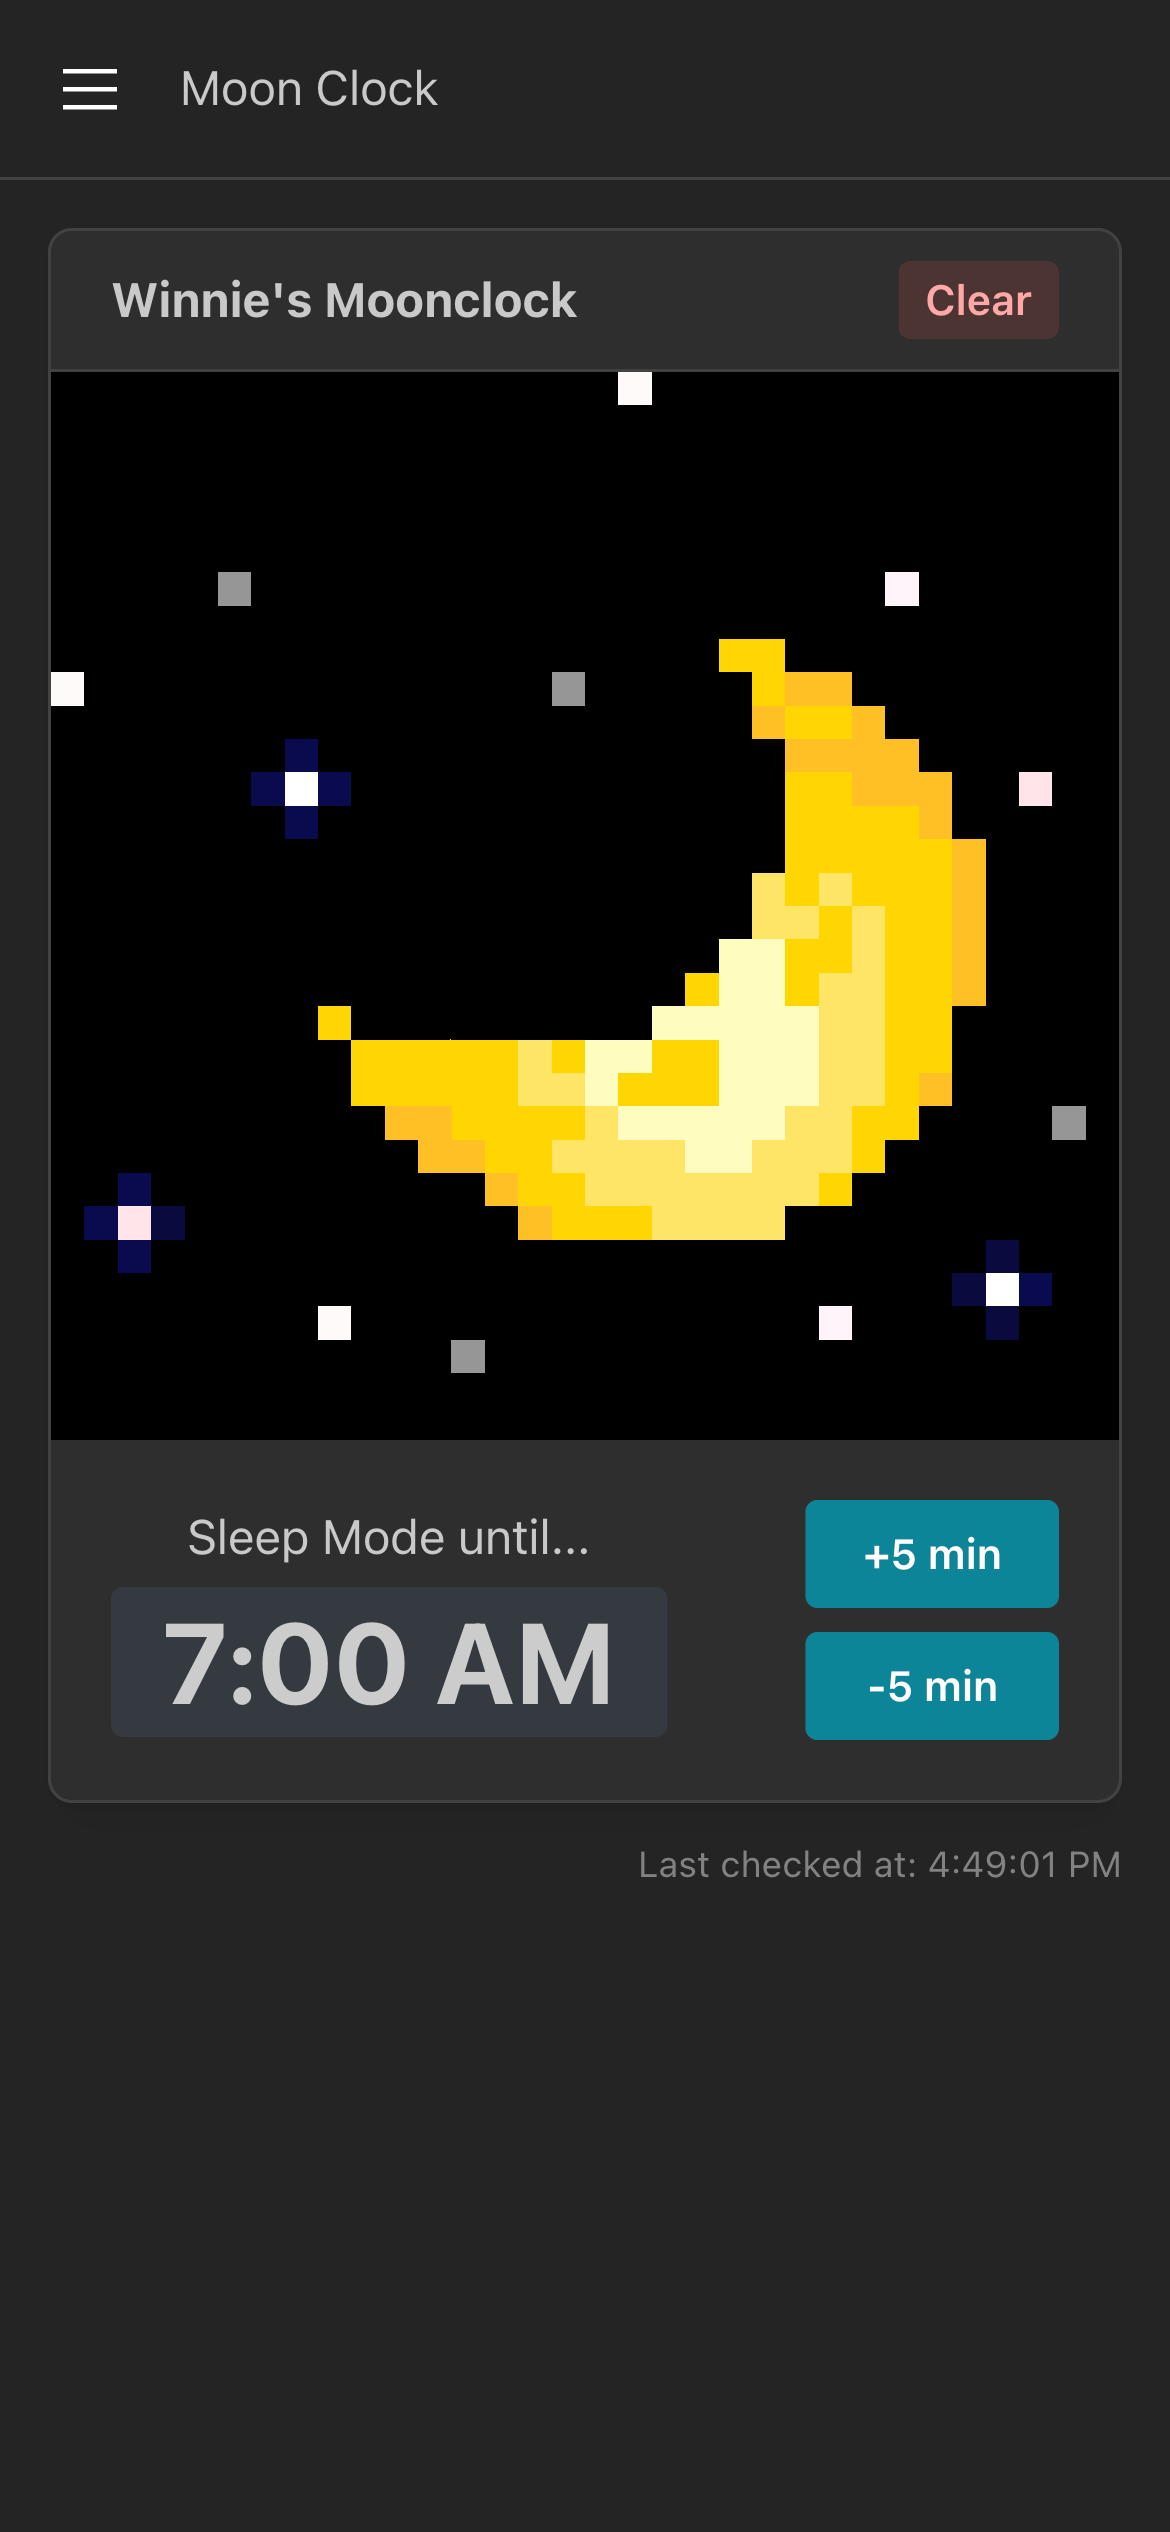 Moon Clock
Winnie's Moonclock
Clear
Sleep Mode until...
7:00 AM
+5 min
-5 min
Last checked at: 4:49:01 PM